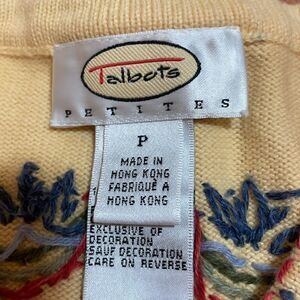 Talbots
PETITES
P
MADE IN
HONG KONG
FABRIQUÉ A
HONG KONG
EXCLUSIVE OF
DECORATION
SAUF DECORATION
CARE ON REVERSE